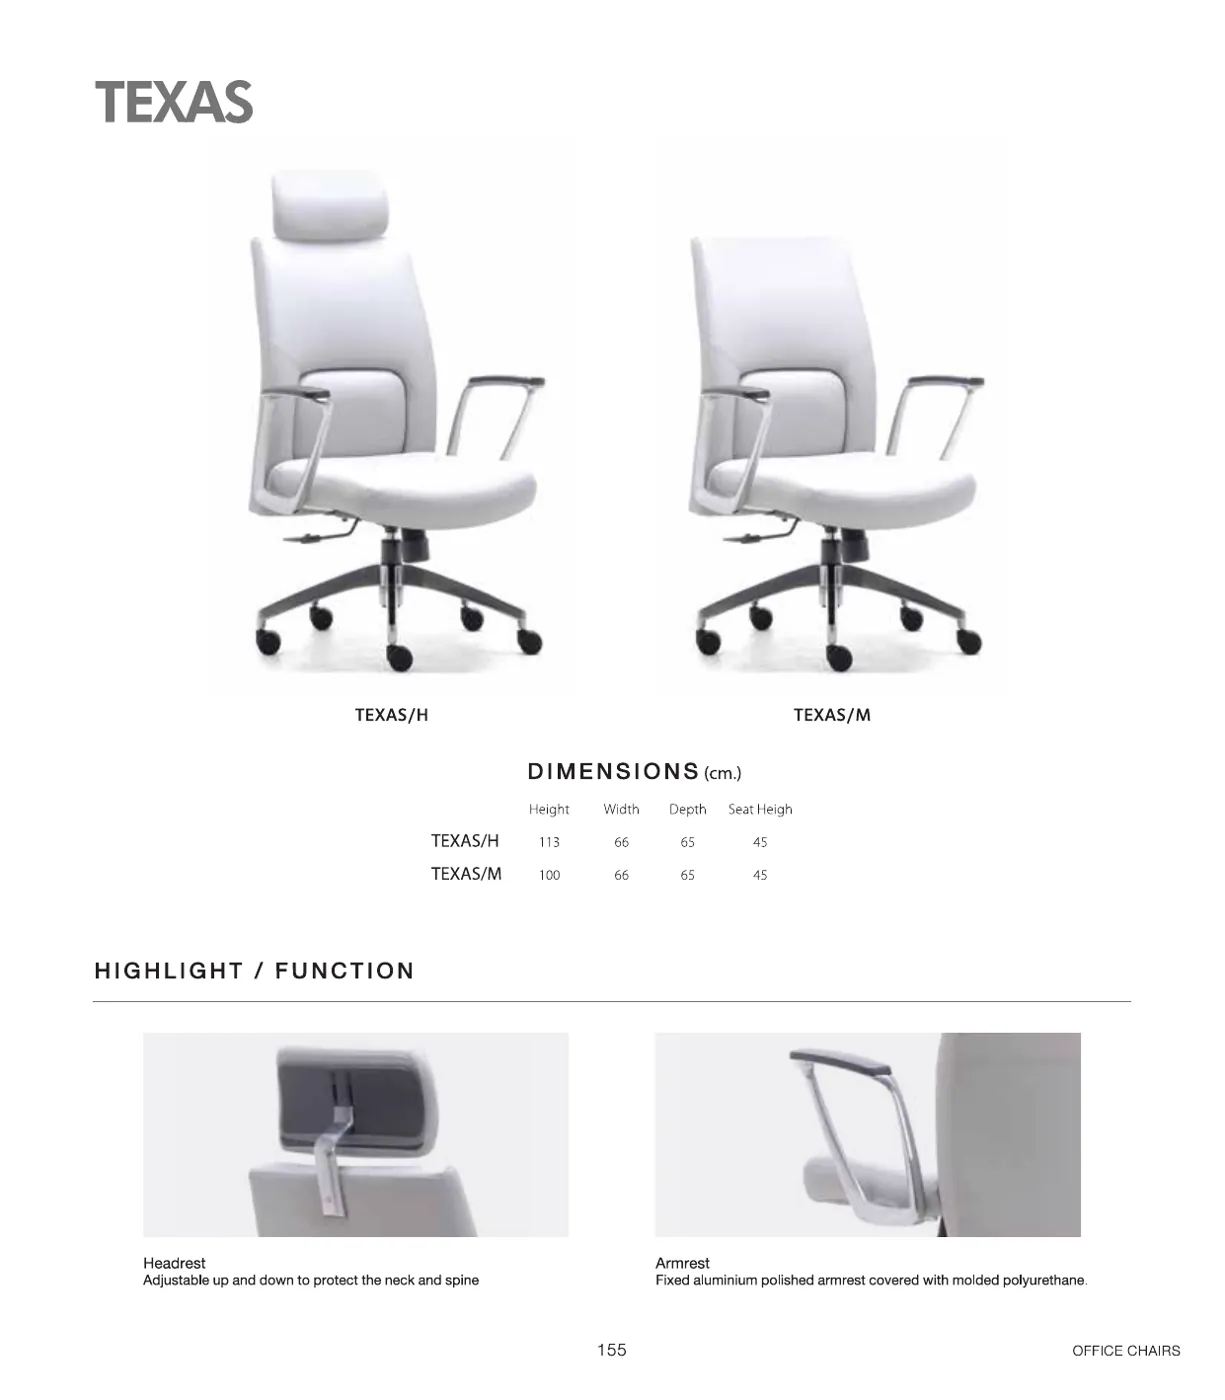 TEXAS
TEXAS/H
TEXAS/M
DIMENSIONS (cm.)
Height Width Depth Seat Heigh
TEXAS/H 113 66 65 45
TEXAS/M 100 66 65 45
HIGHLIGHT / FUNCTION
Headrest
Adjustable up and down to protect the neck and spine
Armrest
Fixed aluminium polished armrest covered with molded polyurethane.
155
OFFICE CHAIRS